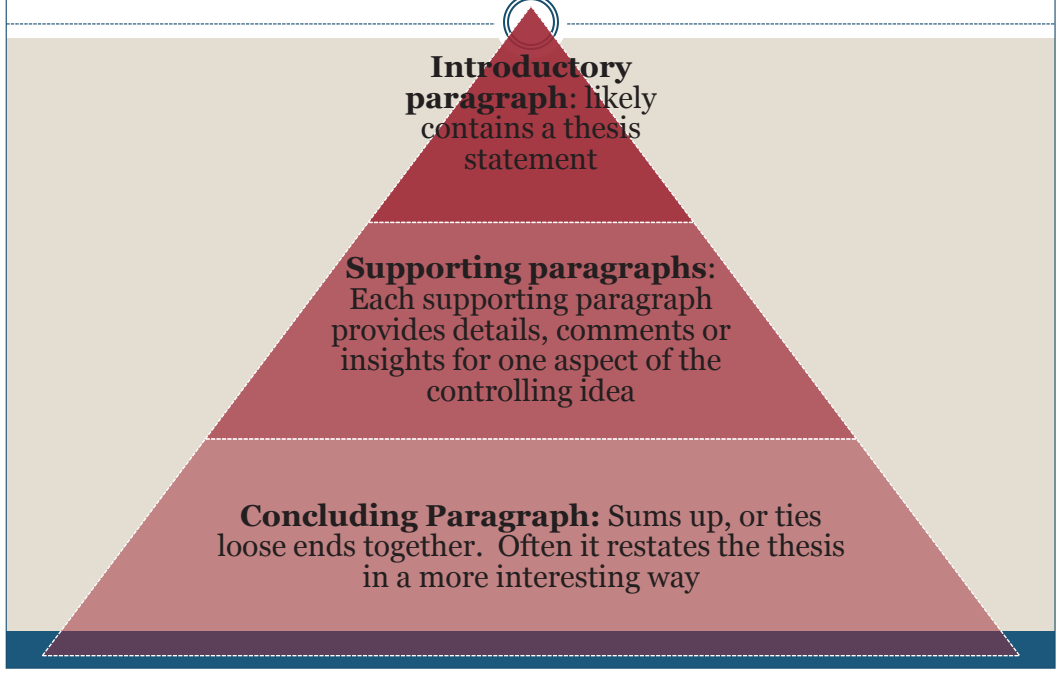 Introductory
paragraph: likely
contains a thesis
statement
Supporting paragraphs:
Each supporting paragraph
provides details, comments or
insights for one aspect of the
controlling idea
Concluding Paragraph: Sums up, or ties
loose ends together.  Often it restates the thesis
in a more interesting way